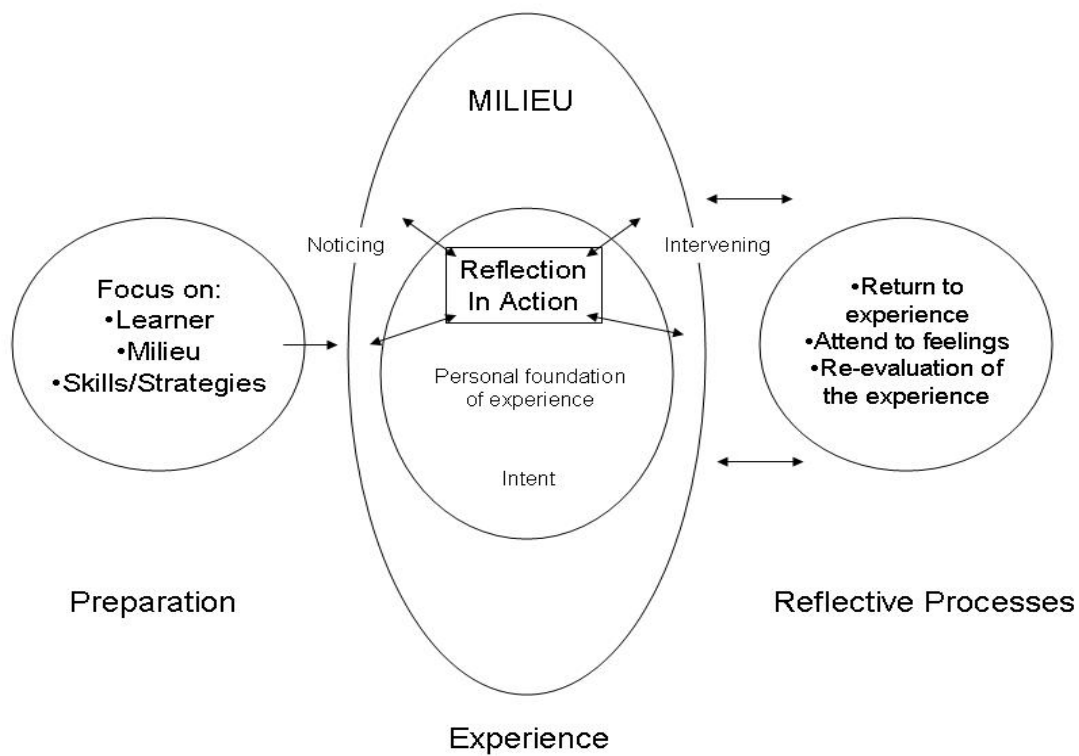 MILIEU
Noticing
Intervening
Reflection
In Action
Focus on:
•Learner
•Milieu
•Skills/Strategies
•Return to
experience
•Attend to feelings
•Re-evaluation of
the experience
Personal foundation
of experience
Intent
Preparation
Reflective Processes
Experience